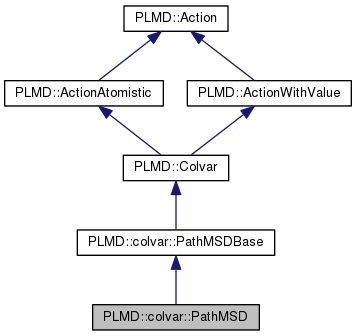 PLMD::Action
PLMD::ActionAtomistic
PLMD::ActionWithValue
PLMD::Colvar
PLMD::colvar::PathMSDBase
PLMD::colvar::PathMSD